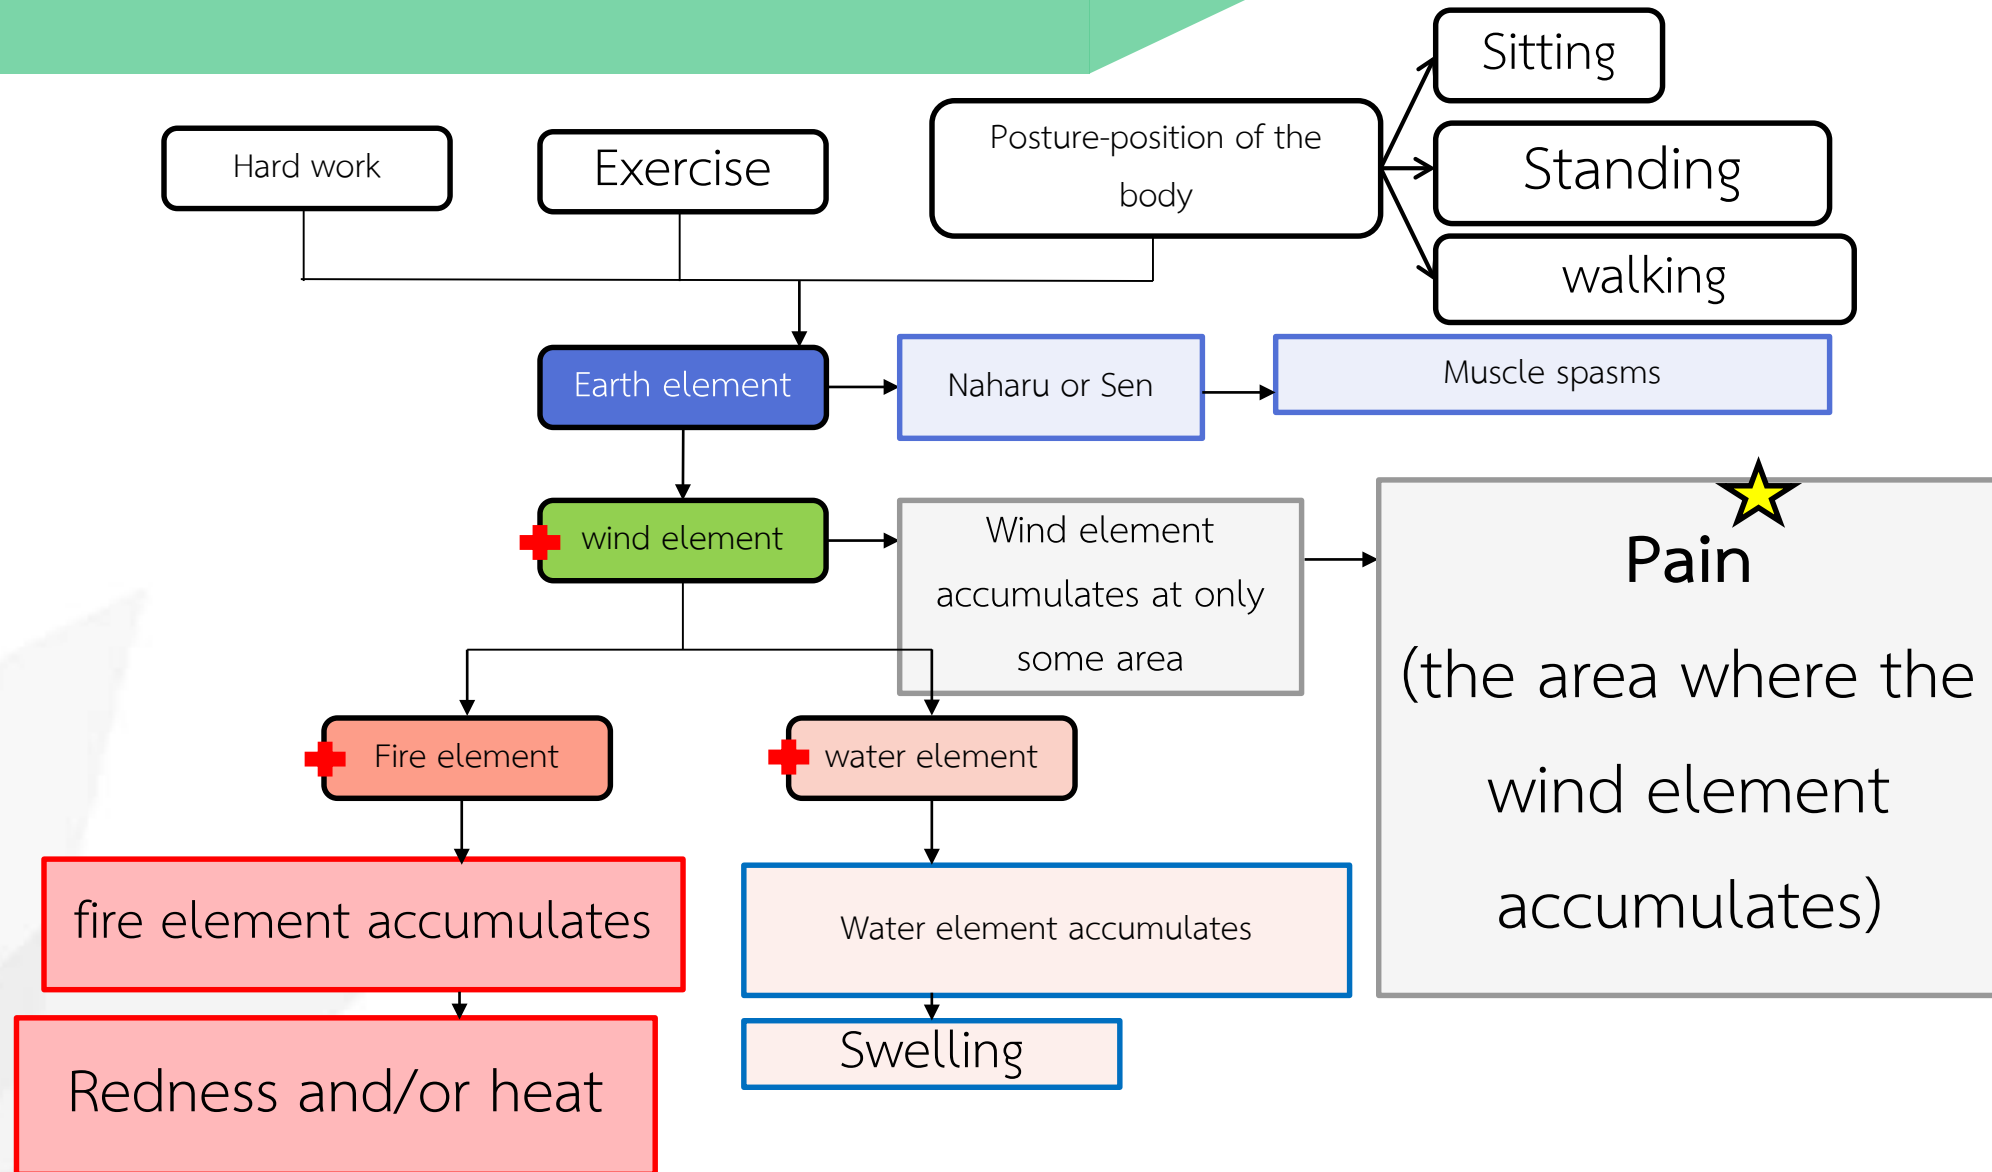 Sitting
Hard work
Exercise
Posture-position of the
body
Standing
walking
Earth element
Naharu or Sen
Muscle spasms
wind element
Wind element
accumulates at only
some area
Pain
(the area where the
wind element
accumulates)
Fire element
water element
fire element accumulates
Water element accumulates
Redness and/or heat
Swelling